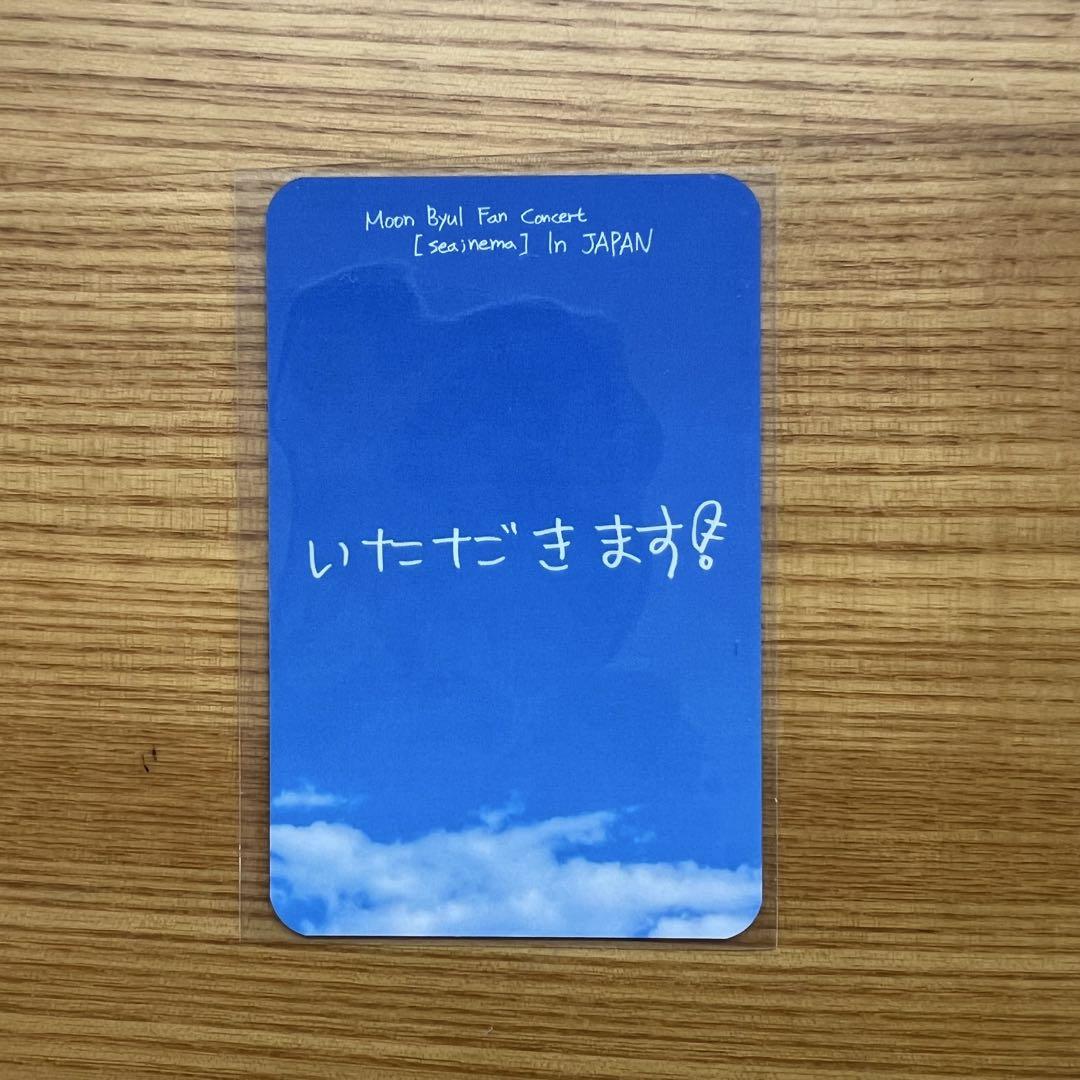 Moon Byul Fan Concert
[seainema] In JAPAN
いただきます!